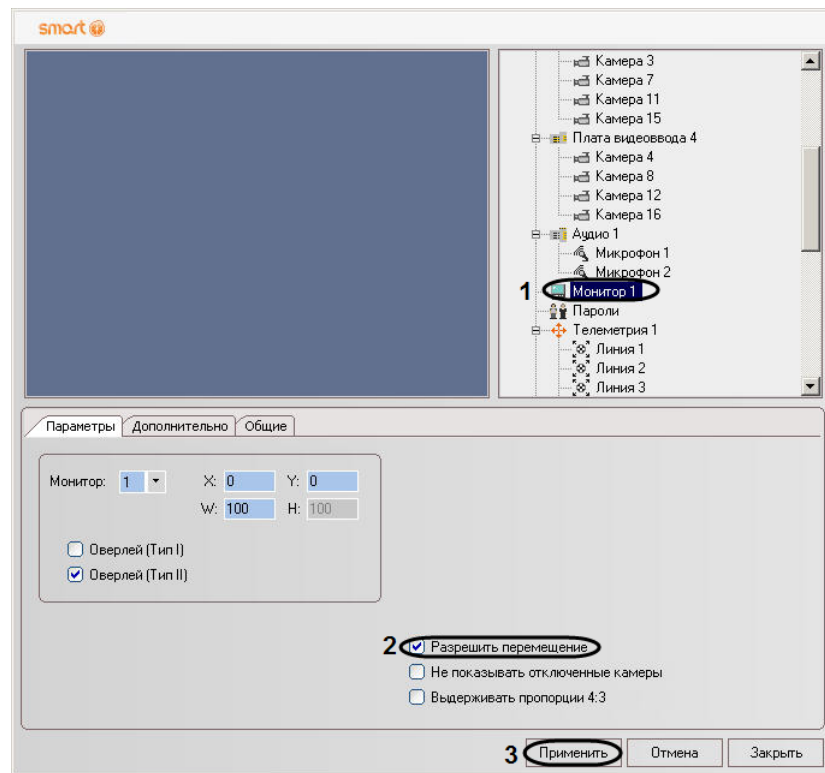 smart
Камера 3
Камера 7
Камера 11
Камера 15
Плата видеоввода 4
Камера 4
Камера 8
Камера 12
Камера 16
Аудио 1
Микрофон 1
Микрофон 2
1 Монитор 1
Пароли
Телеметрия 1
Линия 1
Линия 2
Линия 3
Параметры Дополнительно Общие
Монитор: 1 X: 0 Y: 0
W: 100 H: 100
Оверлей (Тип I)
Оверлей (Тип II)
2 Разрешить перемещение
Не показывать отключенные камеры
Выдерживать пропорции 4:3
3 Применить Отмена Закрыть